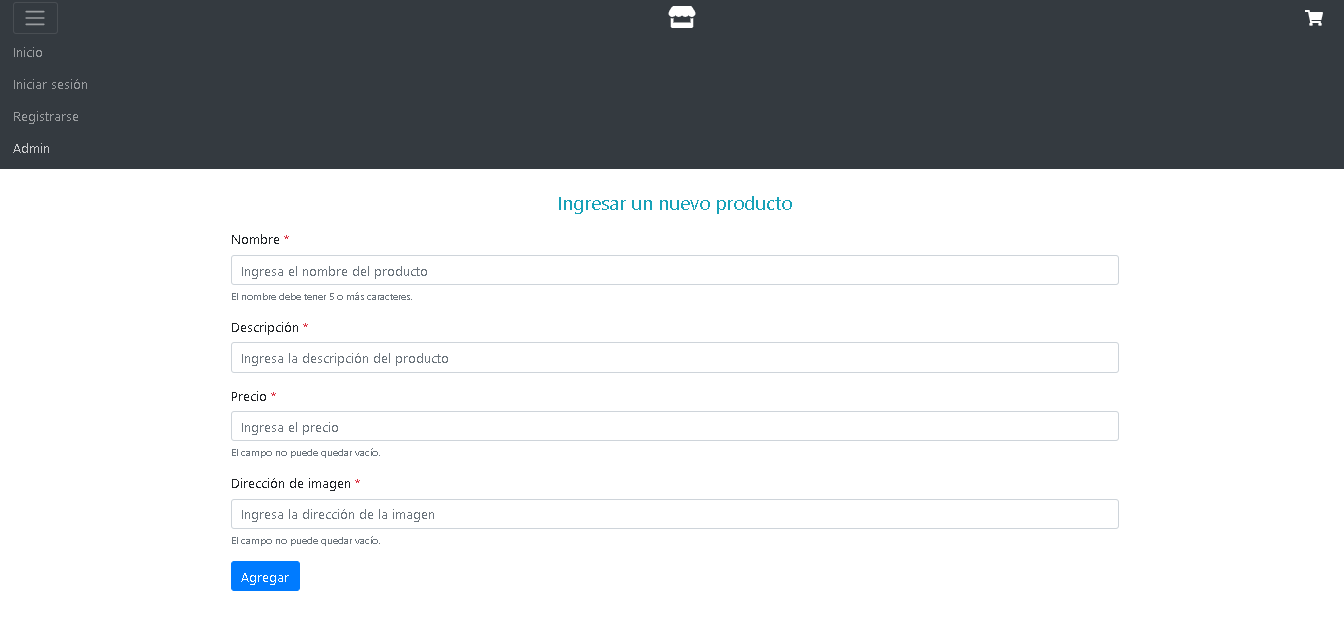 Inicio
Iniciar sesión
Registrarse
Admin
Ingresar un nuevo producto
Nombre *
Ingresa el nombre del producto
El nombre debe tener 5 o más caracteres.
Descripción *
Ingresa la descripción del producto
Precio *
Ingresa el precio
El campo no puede quedar vacío.
Dirección de imagen *
Ingresa la dirección de la imagen
El campo no puede quedar vacío.
Agregar